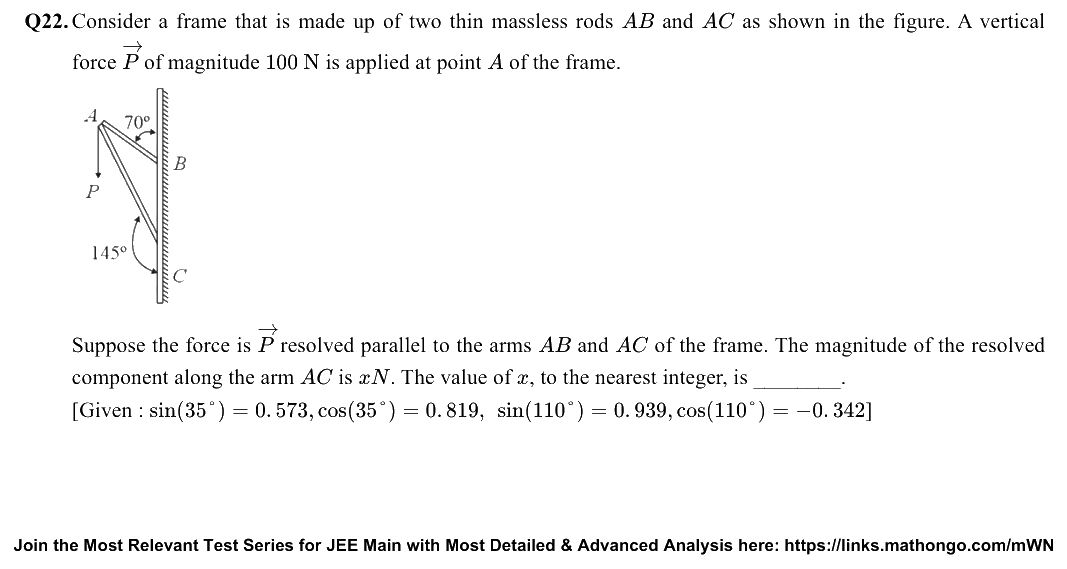 Q22. Consider a frame that is made up of two thin massless rods AB and AC as shown in the figure. A vertical
force \(\overrightarrow{P}\) of magnitude 100 N is applied at point A of the frame.
A 70°
B
P
145°
C
Suppose the force is \(\overrightarrow{P}\) resolved parallel to the arms AB and AC of the frame. The magnitude of the resolved
component along the arm AC is xN. The value of x, to the nearest integer, is ________.
[Given : sin(35˚) = 0.573, cos(35˚) = 0.819, sin(110˚) = 0.939, cos(110˚) = −0.342]
Join the Most Relevant Test Series for JEE Main with Most Detailed & Advanced Analysis here: https://links.mathongo.com/mWN